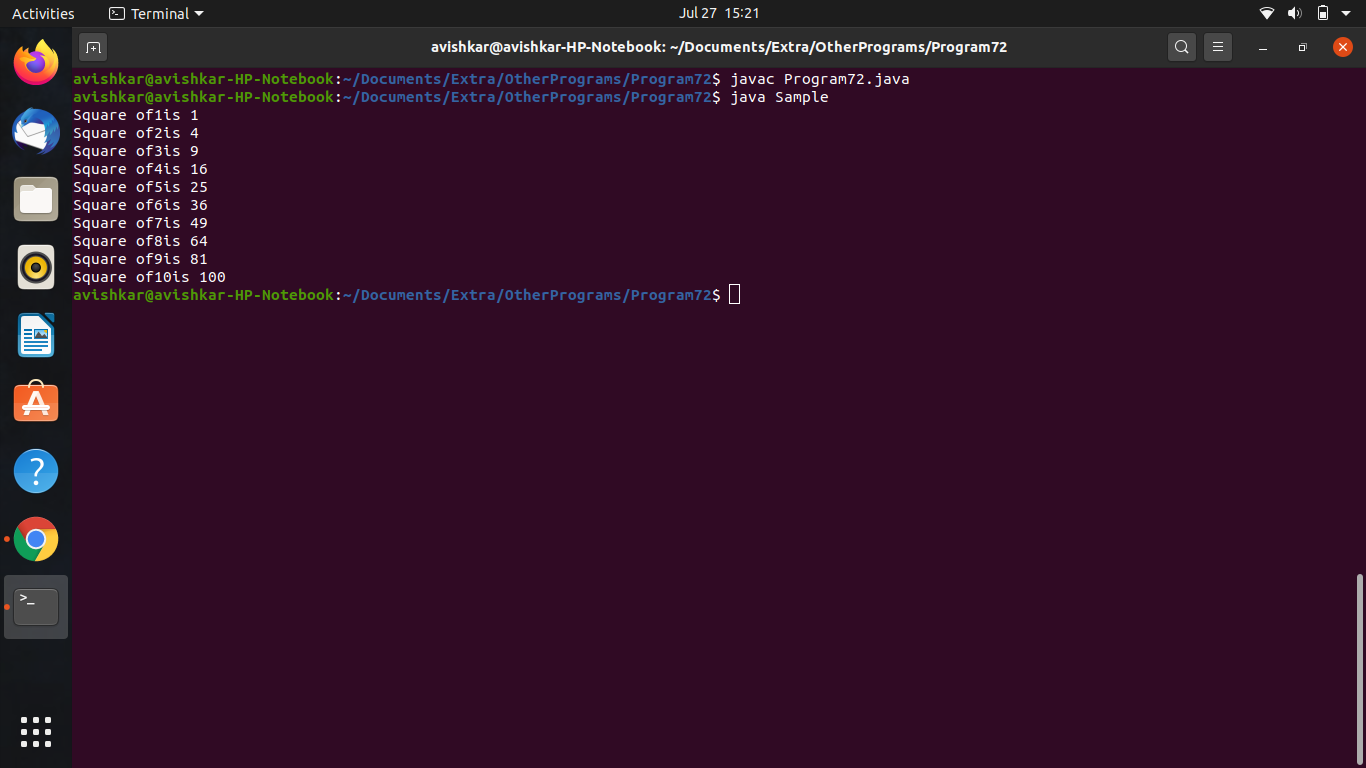 Activities Terminal Jul 27 15:21
avishkar@avishkar-HP-Notebook: ~/Documents/Extra/OtherPrograms/Program72
avishkar@avishkar-HP-Notebook:~/Documents/Extra/OtherPrograms/Program72$ javac Program72.java
avishkar@avishkar-HP-Notebook:~/Documents/Extra/OtherPrograms/Program72$ java Sample
Square of1is 1
Square of2is 4
Square of3is 9
Square of4is 16
Square of5is 25
Square of6is 36
Square of7is 49
Square of8is 64
Square of9is 81
Square of10is 100
avishkar@avishkar-HP-Notebook:~/Documents/Extra/OtherPrograms/Program72$